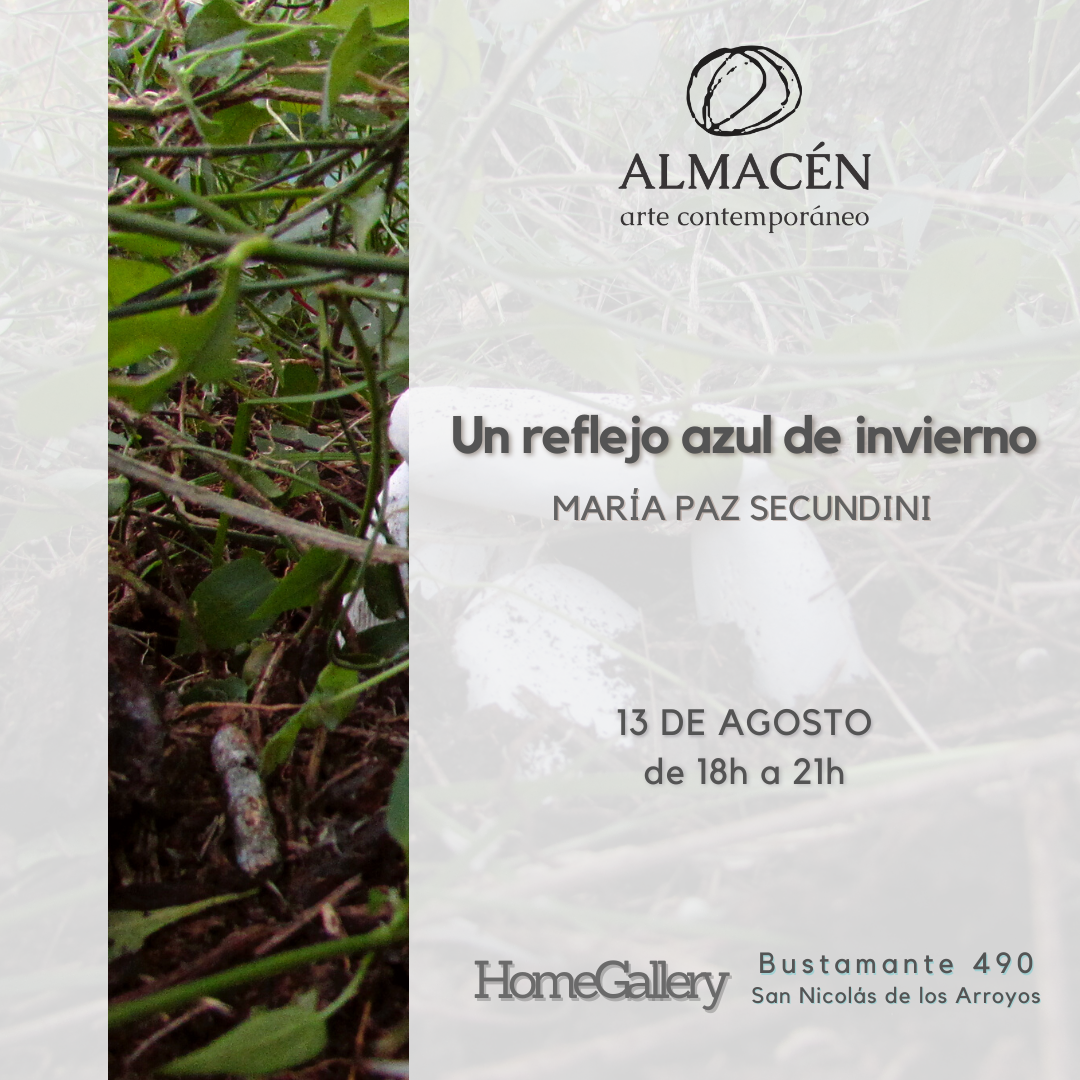 ALMACÉN
arte contemporáneo
Un reflejo azul de invierno
MARÍA PAZ SECUNDINI
13 DE AGOSTO
de 18h a 21h
HomeGallery
Bustamante 490
San Nicolás de los Arroyos